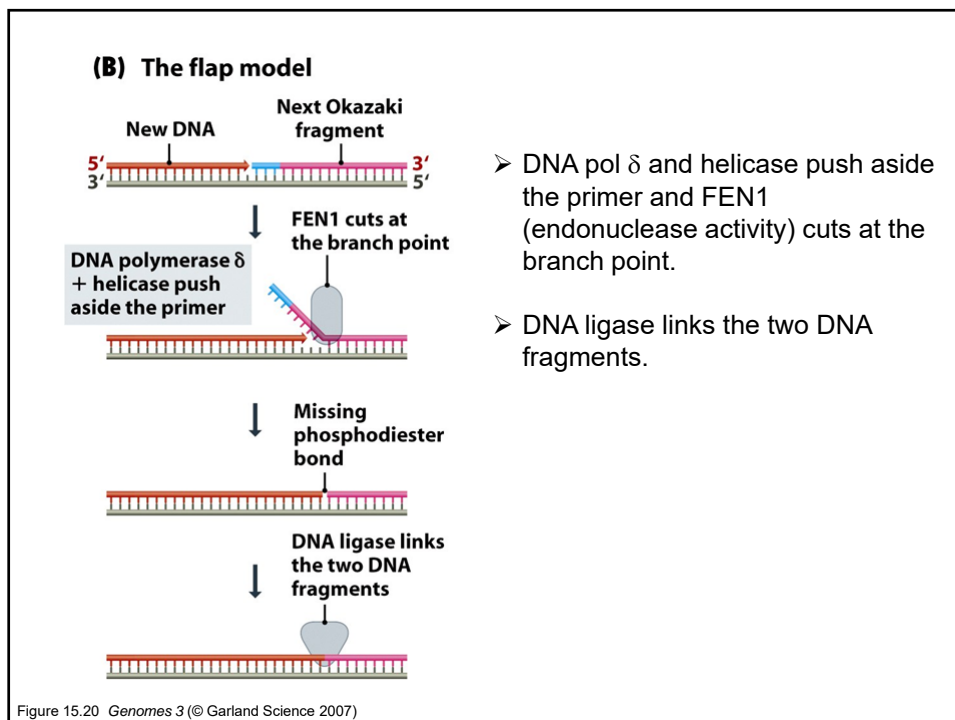 (B) The flap model
New DNA
Next Okazaki
fragment
5′
3′
3′
5′
FEN1 cuts at
the branch point
DNA polymerase δ
+ helicase push
aside the primer
Missing
phosphodiester
bond
DNA ligase links
the two DNA
fragments
➢ DNA pol δ and helicase push aside
the primer and FEN1
(endonuclease activity) cuts at the
branch point.
➢ DNA ligase links the two DNA
fragments.
Figure 15.20 Genomes 3 (© Garland Science 2007)